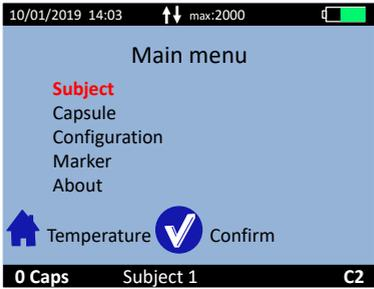 10/01/2019 14:03 max:2000
Main menu
Subject
Capsule
Configuration
Marker
About
Temperature Confirm
0 Caps Subject 1 C2